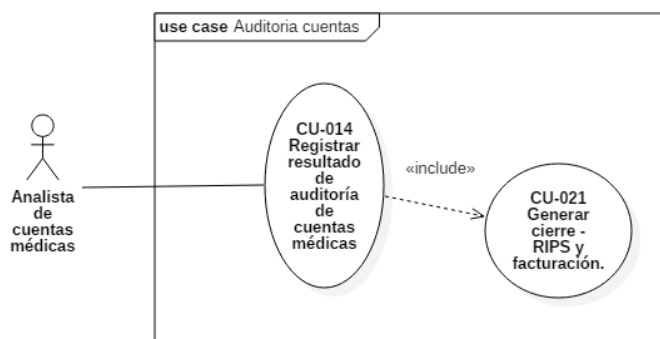 use case Auditoria cuentas
Analista
de
cuentas
médicas
CU-014
Registrar
resultado
de
auditoría
de
cuentas
médicas
«include»
CU-021
Generar
cierre -
RIPS y
facturación.